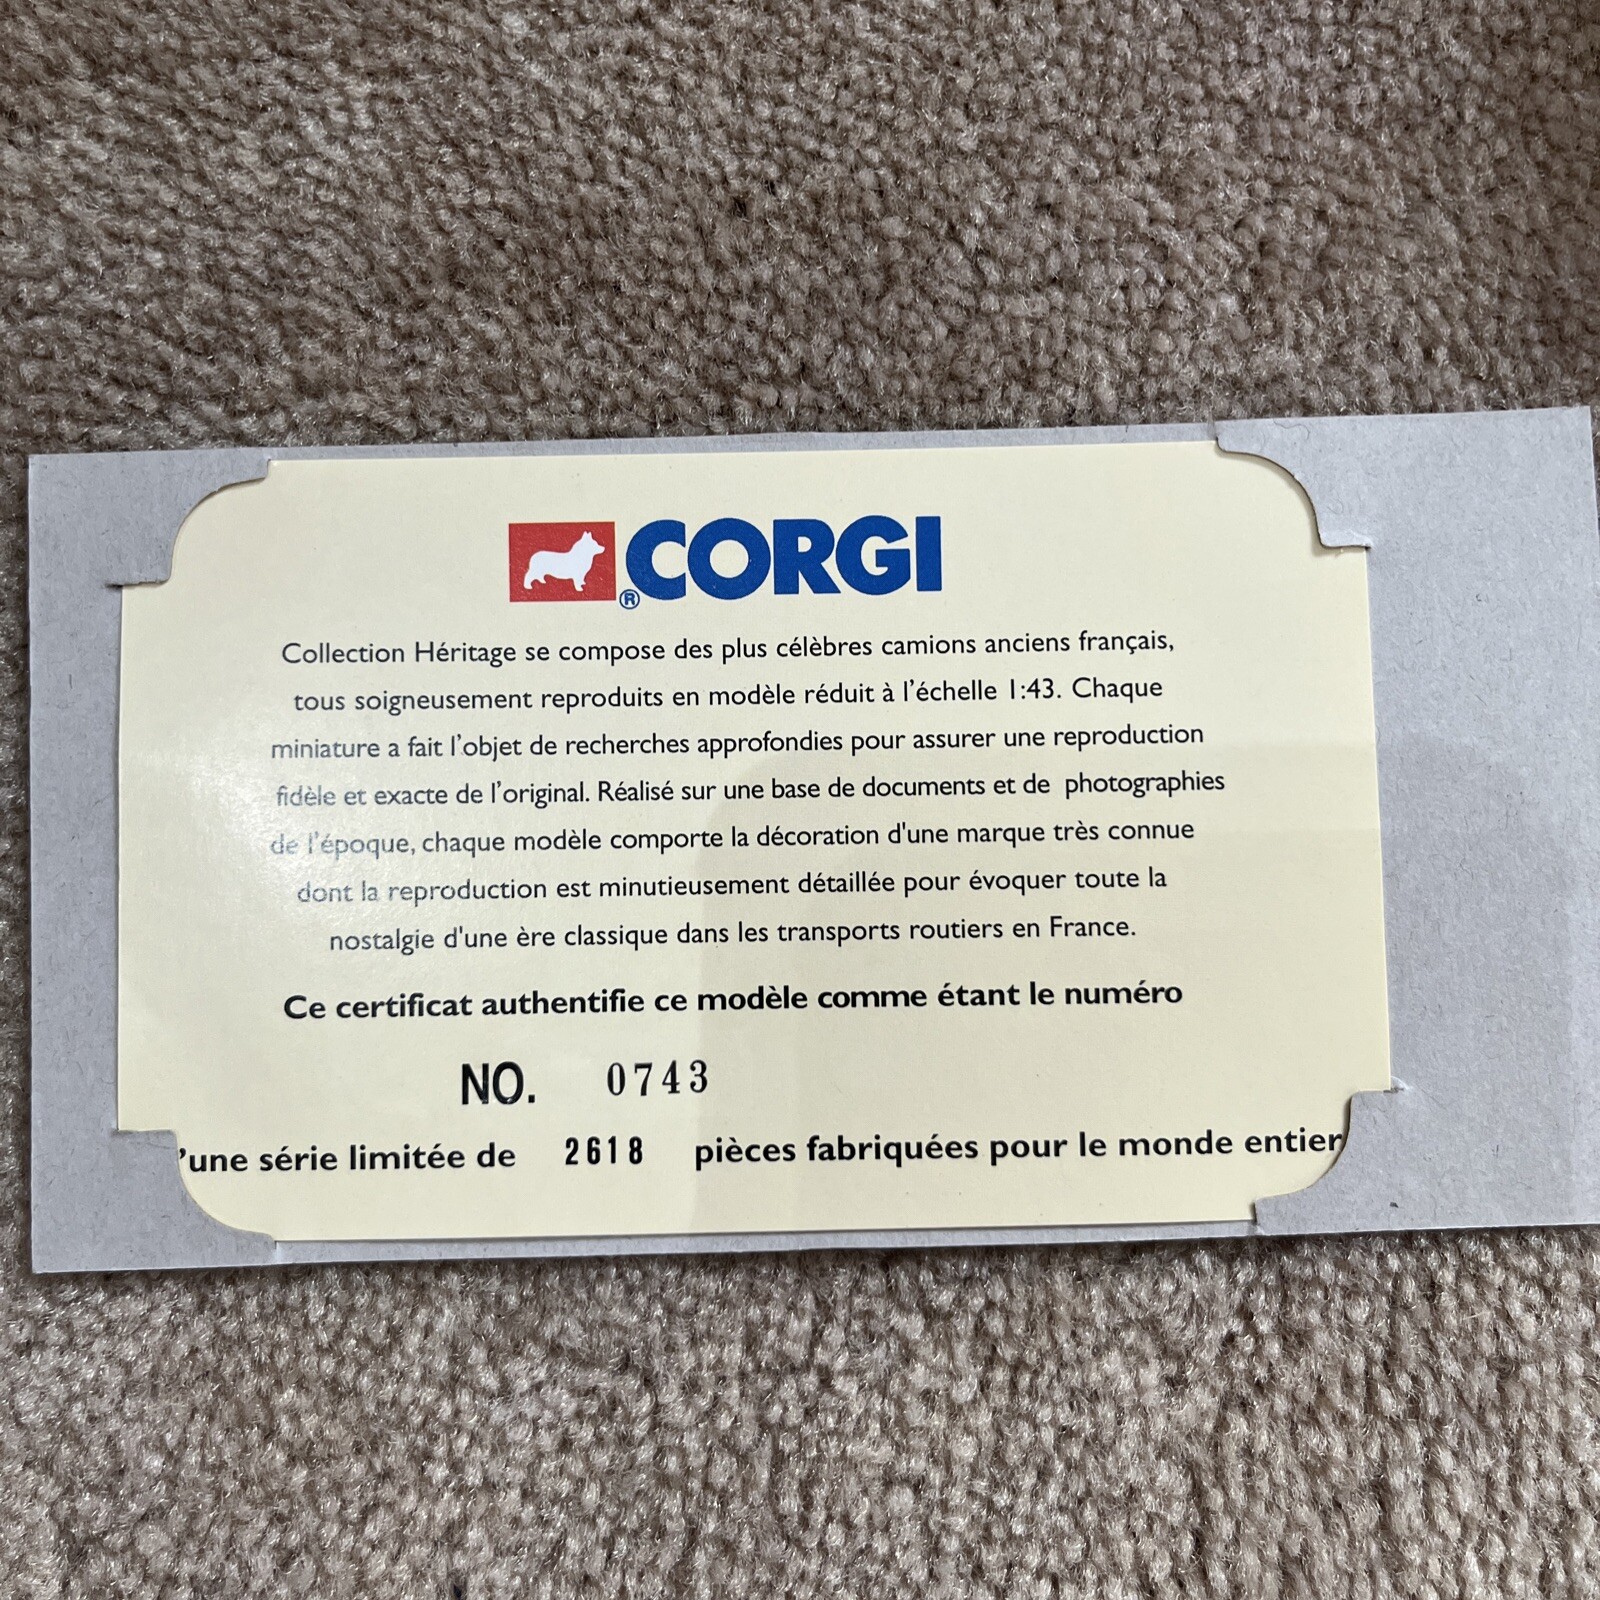 ® CORGI
Collection Héritage se compose des plus célèbres camions anciens français,
tous soigneusement reproduits en modèle réduit à l'échelle 1:43. Chaque
miniature a fait l'objet de recherches approfondies pour assurer une reproduction
fidèle et exacte de l'original. Réalisé sur une base de documents et de photographies
de l'époque, chaque modèle comporte la décoration d'une marque très connue
dont la reproduction est minutieusement détaillée pour évoquer toute la
nostalgie d'une ère classique dans les transports routiers en France.
Ce certificat authentifie ce modèle comme étant le numéro
NO. 0743
'une série limitée de 2618 pièces fabriquées pour le monde entier